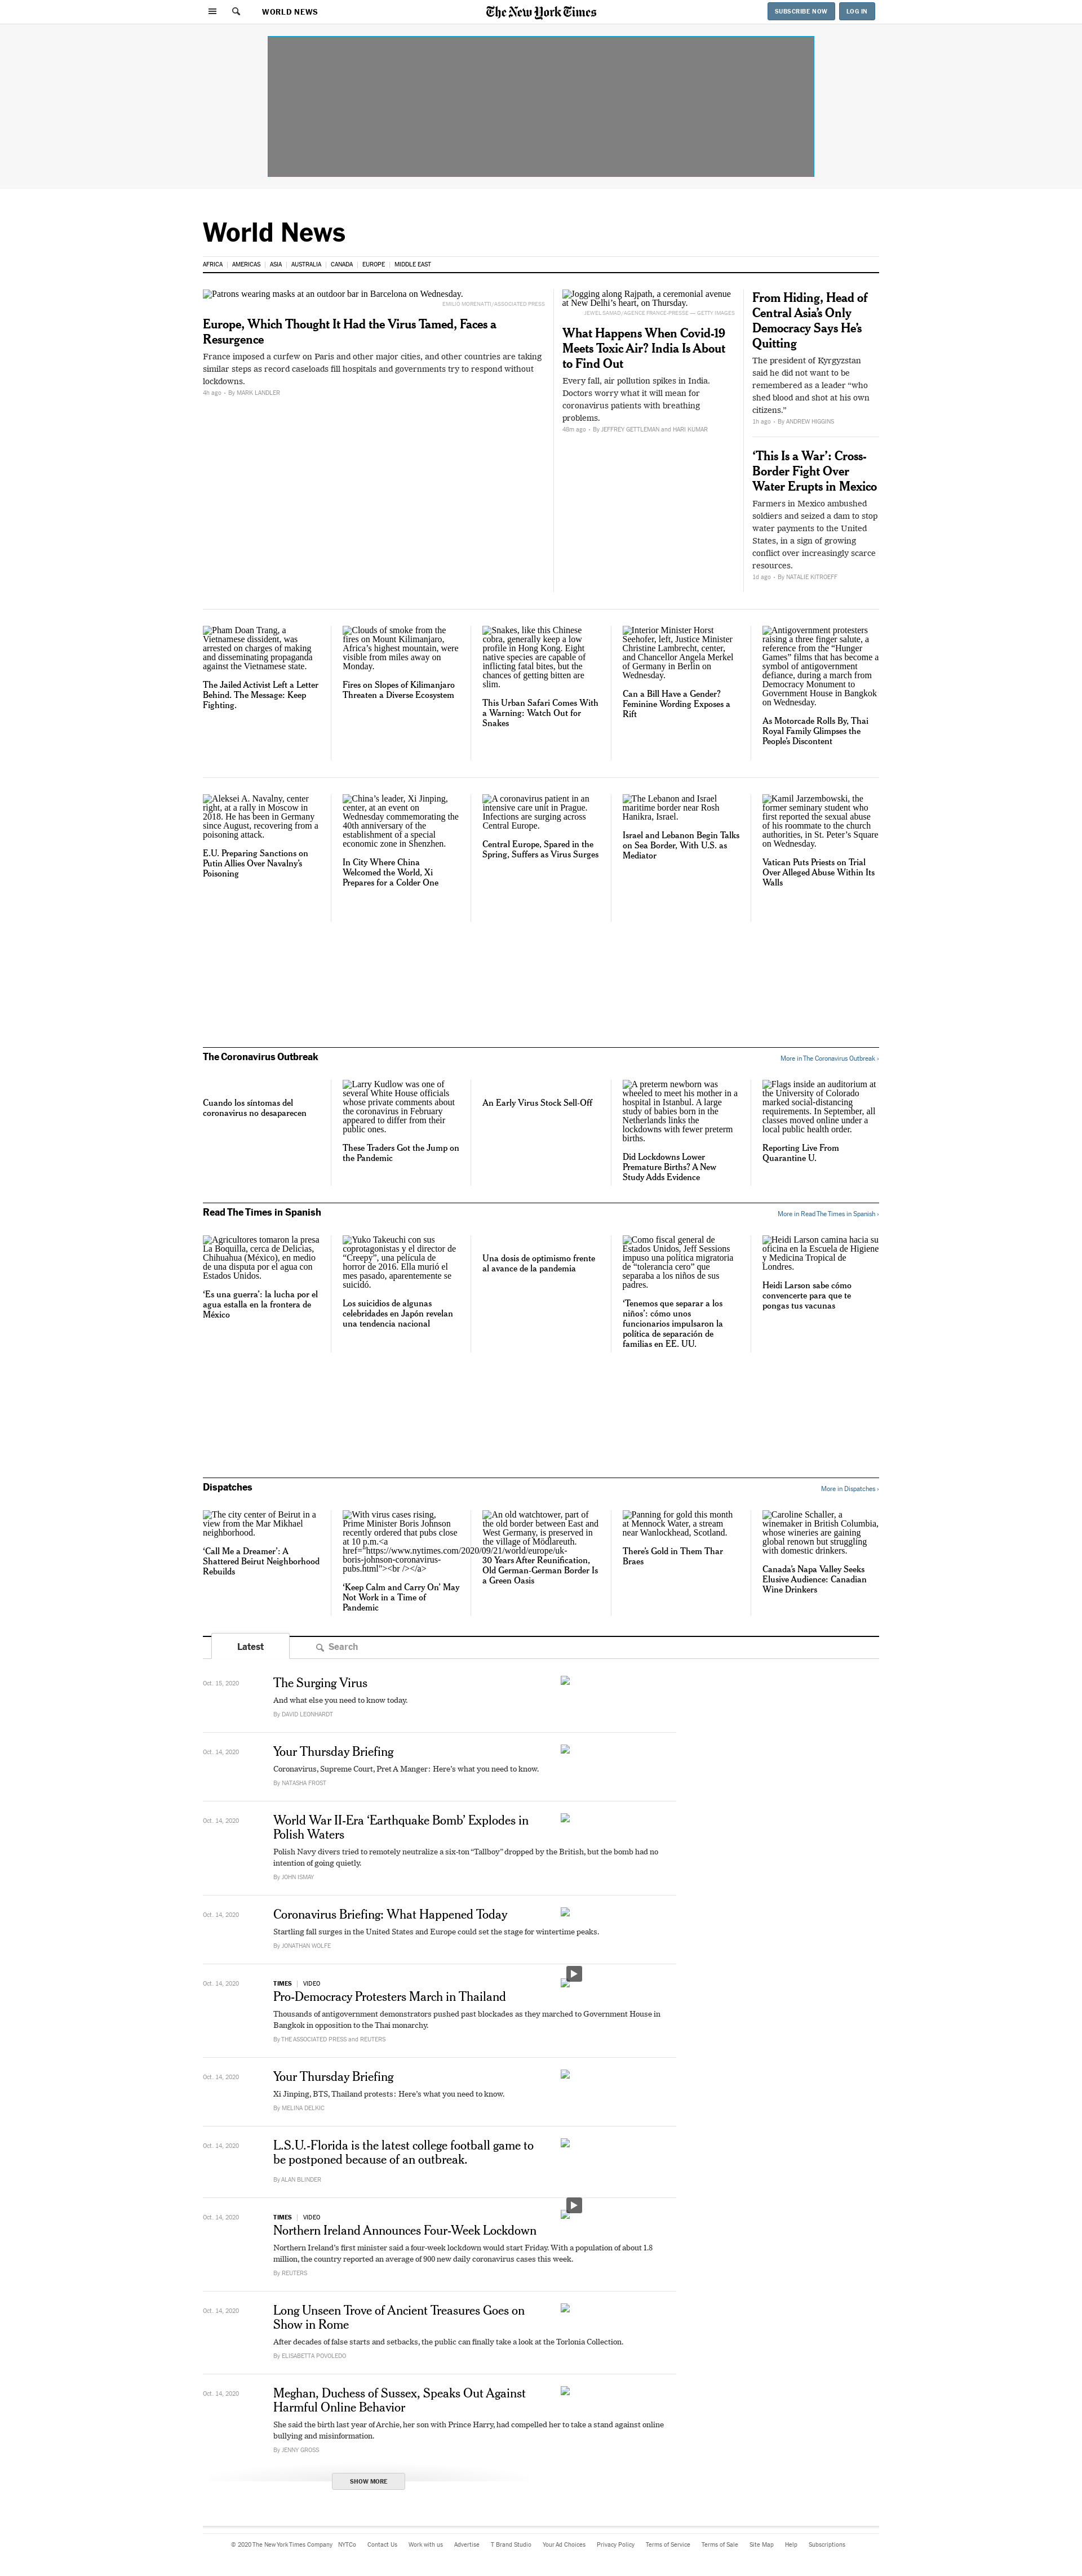 WORLD NEWS
The New York Times
SUBSCRIBE NOW
LOG IN
World News
AFRICA
AMERICAS
ASIA
AUSTRALIA
CANADA
EUROPE
MIDDLE EAST
Patrons wearing masks at an outdoor bar in Barcelona on Wednesday.
EMILIO MORENATTI/ASSOCIATED PRESS
Europe, Which Thought It Had the Virus Tamed, Faces a
Resurgence
France imposed a curfew on Paris and other major cities, and other countries are taking
similar steps as record caseloads fill hospitals and governments try to respond without
lockdowns.
4h ago · By MARK LANDLER
Jogging along Rajpath, a ceremonial avenue
at New Delhi's heart, on Thursday.
JEWEL SAMAD/AGENCE FRANCE-PRESSE — GETTY IMAGES
What Happens When Covid-19
Meets Toxic Air? India Is About
to Find Out
Every fall, air pollution spikes in India.
Doctors worry what it will mean for
coronavirus patients with breathing
problems.
48m ago · By JEFFREY GETTLEMAN and HARI KUMAR
From Hiding, Head of
Central Asia's Only
Democracy Says He's
Quitting
The president of Kyrgyzstan
said he did not want to be
remembered as a leader “who
shed blood and shot at his own
citizens.”
1h ago · By ANDREW HIGGINS
‘This Is a War’: Cross-
Border Fight Over
Water Erupts in Mexico
Farmers in Mexico ambushed
soldiers and seized a dam to stop
water payments to the United
States, in a sign of growing
conflict over increasingly scarce
resources.
1d ago · By NATALIE KITROEFF
Pham Doan Trang, a
Vietnamese dissident, was
arrested on charges of making
and disseminating propaganda
against the Vietnamese state.
The Jailed Activist Left a Letter
Behind. The Message: Keep
Fighting.
Clouds of smoke from the
fires on Mount Kilimanjaro,
Africa's highest mountain, were
visible from miles away on
Monday.
Fires on Slopes of Kilimanjaro
Threaten a Diverse Ecosystem
Snakes, like this Chinese
cobra, generally keep a low
profile in Hong Kong. Eight
native species are capable of
inflicting fatal bites, but the
chances of getting bitten are
slim.
This Urban Safari Comes With
a Warning: Watch Out for
Snakes
Interior Minister Horst
Seehofer, left, Justice Minister
Christine Lambrecht, center,
and Chancellor Angela Merkel
of Germany in Berlin on
Wednesday.
Can a Bill Have a Gender?
Feminine Wording Exposes a
Rift
Antigovernment protesters
raising a three finger salute, a
reference from the “Hunger
Games” films that has become a
symbol of antigovernment
defiance, during a march from
Democracy Monument to
Government House in Bangkok
on Wednesday.
As Motorcade Rolls By, Thai
Royal Family Glimpses the
People's Discontent
Aleksei A. Navalny, center
right, at a rally in Moscow in
2018. He has been in Germany
since August, recovering from a
poisoning attack.
E.U. Preparing Sanctions on
Putin Allies Over Navalny's
Poisoning
China's leader, Xi Jinping,
center, at an event on
Wednesday commemorating the
40th anniversary of the
establishment of a special
economic zone in Shenzhen.
In City Where China
Welcomed the World, Xi
Prepares for a Colder One
A coronavirus patient in an
intensive care unit in Prague.
Infections are surging across
Central Europe.
Central Europe, Spared in the
Spring, Suffers as Virus Surges
The Lebanon and Israel
maritime border near Rosh
Hanikra, Israel.
Israel and Lebanon Begin Talks
on Sea Border, With U.S. as
Mediator
Kamil Jarzembowski, the
former seminary student who
first reported the sexual abuse
of his roommate to the church
authorities, in St. Peter's Square
on Wednesday.
Vatican Puts Priests on Trial
Over Alleged Abuse Within Its
Walls
The Coronavirus Outbreak
More in The Coronavirus Outbreak ›
Cuando los síntomas del
coronavirus no desaparecen
Larry Kudlow was one of
several White House officials
whose private comments about
the coronavirus in February
appeared to differ from their
public ones.
These Traders Got the Jump on
the Pandemic
An Early Virus Stock Sell-Off
A preterm newborn was
wheeled to meet his mother in a
hospital in Istanbul. A large
study of babies born in the
Netherlands links the
lockdowns with fewer preterm
births.
Did Lockdowns Lower
Premature Births? A New
Study Adds Evidence
Flags inside an auditorium at
the University of Colorado
marked social-distancing
requirements. In September, all
classes moved online under a
local public health order.
Reporting Live From
Quarantine U.
Read The Times in Spanish
More in Read The Times in Spanish ›
Agricultores tomaron la presa
La Boquilla, cerca de Delicias,
Chihuahua (México), en medio
de una disputa por el agua con
Estados Unidos.
‘Es una guerra’: la lucha por el
agua estalla en la frontera de
México
Yuko Takeuchi con sus
coprotagonistas y el director de
“Creepy”, una película de
horror de 2016. Ella murió el
mes pasado, aparentemente se
suicidó.
Los suicidios de algunas
celebridades en Japón revelan
una tendencia nacional
Una dosis de optimismo frente
al avance de la pandemia
Como fiscal general de
Estados Unidos, Jeff Sessions
impuso una política migratoria
de “tolerancia cero” que
separaba a los niños de sus
padres.
‘Tenemos que separar a los
niños’: cómo unos
funcionarios impulsaron la
política de separación de
familias en EE. UU.
Heidi Larson camina hacia su
oficina en la Escuela de Higiene
y Medicina Tropical de
Londres.
Heidi Larson sabe cómo
convencerte para que te
pongas tus vacunas
Dispatches
More in Dispatches ›
The city center of Beirut in a
view from the Mar Mikhael
neighborhood.
‘Call Me a Dreamer’: A
Shattered Beirut Neighborhood
Rebuilds
With virus cases rising,
Prime Minister Boris Johnson
recently ordered that pubs close
at 10 p.m.<a
href="https://www.nytimes.com/2020/09/21/world/europe/uk-
boris-johnson-coronavirus-
pubs.html"><br /></a>
‘Keep Calm and Carry On’ May
Not Work in a Time of
Pandemic
An old watchtower, part of
the old border between East and
West Germany, is preserved in
the village of Mödlareuth.
30 Years After Reunification,
Old German-German Border Is
a Green Oasis
Panning for gold this month
at Mennock Water, a stream
near Wanlockhead, Scotland.
There's Gold in Them Thar
Braes
Caroline Schaller, a
winemaker in British Columbia,
whose wineries are gaining
global renown but struggling
with domestic drinkers.
Canada's Napa Valley Seeks
Elusive Audience: Canadian
Wine Drinkers
Latest
Search
Oct. 15, 2020
The Surging Virus
And what else you need to know today.
By DAVID LEONHARDT
Oct. 14, 2020
Your Thursday Briefing
Coronavirus, Supreme Court, Pret A Manger: Here's what you need to know.
By NATASHA FROST
Oct. 14, 2020
World War II-Era ‘Earthquake Bomb’ Explodes in
Polish Waters
Polish Navy divers tried to remotely neutralize a six-ton “Tallboy” dropped by the British, but the bomb had no
intention of going quietly.
By JOHN ISMAY
Oct. 14, 2020
Coronavirus Briefing: What Happened Today
Startling fall surges in the United States and Europe could set the stage for wintertime peaks.
By JONATHAN WOLFE
Oct. 14, 2020
TIMES | VIDEO
Pro-Democracy Protesters March in Thailand
Thousands of antigovernment demonstrators pushed past blockades as they marched to Government House in
Bangkok in opposition to the Thai monarchy.
By THE ASSOCIATED PRESS and REUTERS
Oct. 14, 2020
Your Thursday Briefing
Xi Jinping, BTS, Thailand protests: Here's what you need to know.
By MELINA DELKIC
Oct. 14, 2020
L.S.U.-Florida is the latest college football game to
be postponed because of an outbreak.
By ALAN BLINDER
Oct. 14, 2020
TIMES | VIDEO
Northern Ireland Announces Four-Week Lockdown
Northern Ireland's first minister said a four-week lockdown would start Friday. With a population of about 1.8
million, the country reported an average of 900 new daily coronavirus cases this week.
By REUTERS
Oct. 14, 2020
Long Unseen Trove of Ancient Treasures Goes on
Show in Rome
After decades of false starts and setbacks, the public can finally take a look at the Torlonia Collection.
By ELISABETTA POVOLEDO
Oct. 14, 2020
Meghan, Duchess of Sussex, Speaks Out Against
Harmful Online Behavior
She said the birth last year of Archie, her son with Prince Harry, had compelled her to take a stand against online
bullying and misinformation.
By JENNY GROSS
SHOW MORE
© 2020 The New York Times Company
NYTCo
Contact Us
Work with us
Advertise
T Brand Studio
Your Ad Choices
Privacy Policy
Terms of Service
Terms of Sale
Site Map
Help
Subscriptions